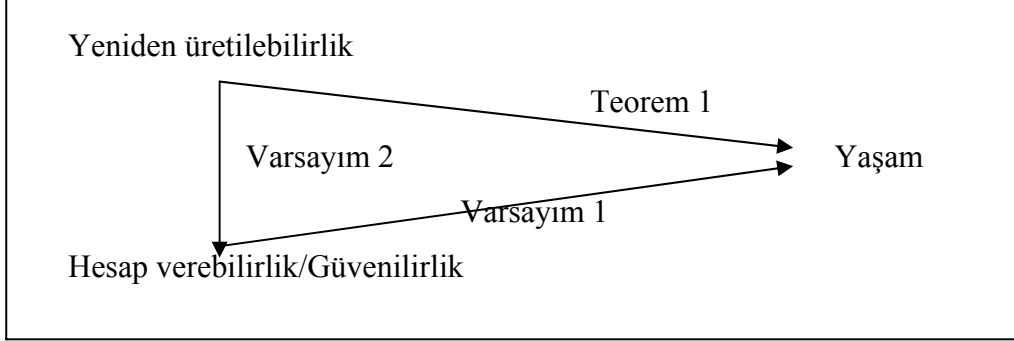 Yeniden üretilebilirlik
Teorem 1
Varsayım 2
Yaşam
Varsayım 1
Hesap verebilirlik/Güvenilirlik